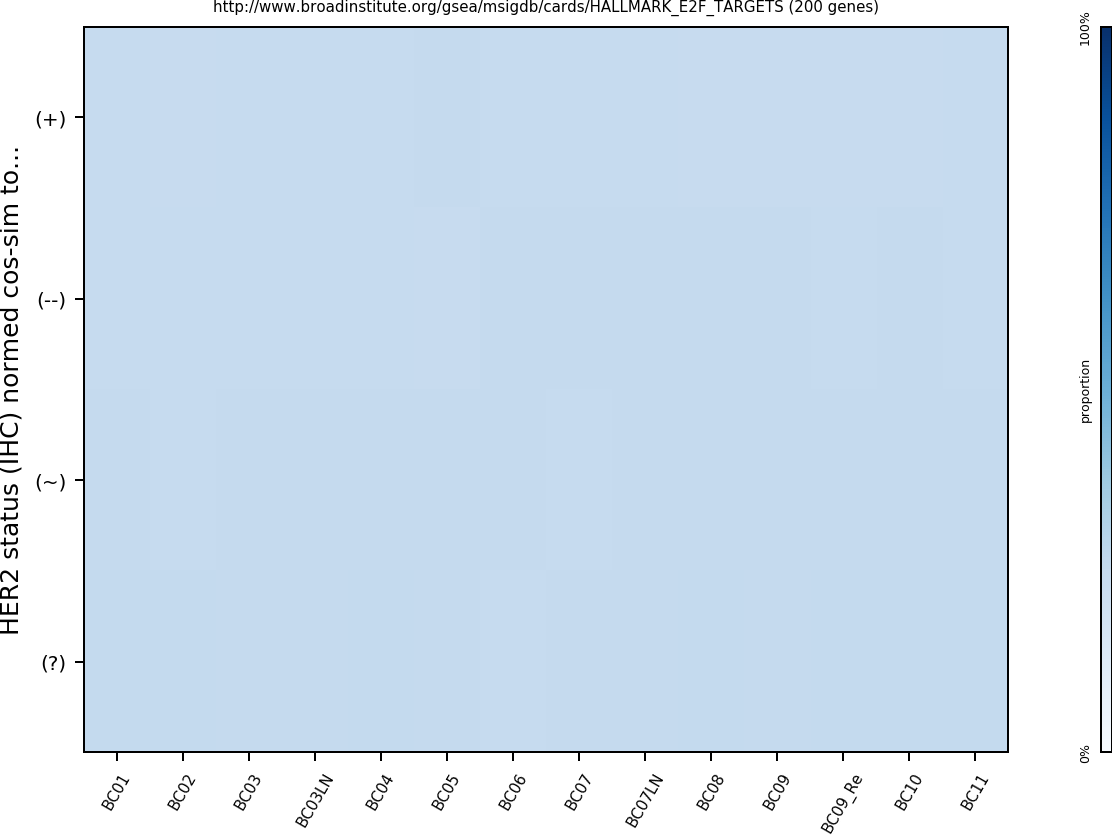 http://www.broadinstitute.org/gsea/msigdb/cards/HALLMARK_E2F_TARGETS (200 genes)
HER2 status (IHC) normed cos-sim to...
(+)
(--)
(~)
(?)
BC01
BC02
BC03
BC03LN
BC04
BC05
BC06
BC07
BC07LN
BC08
BC09
BC09_Re
BC10
BC11
100%
proportion
0%